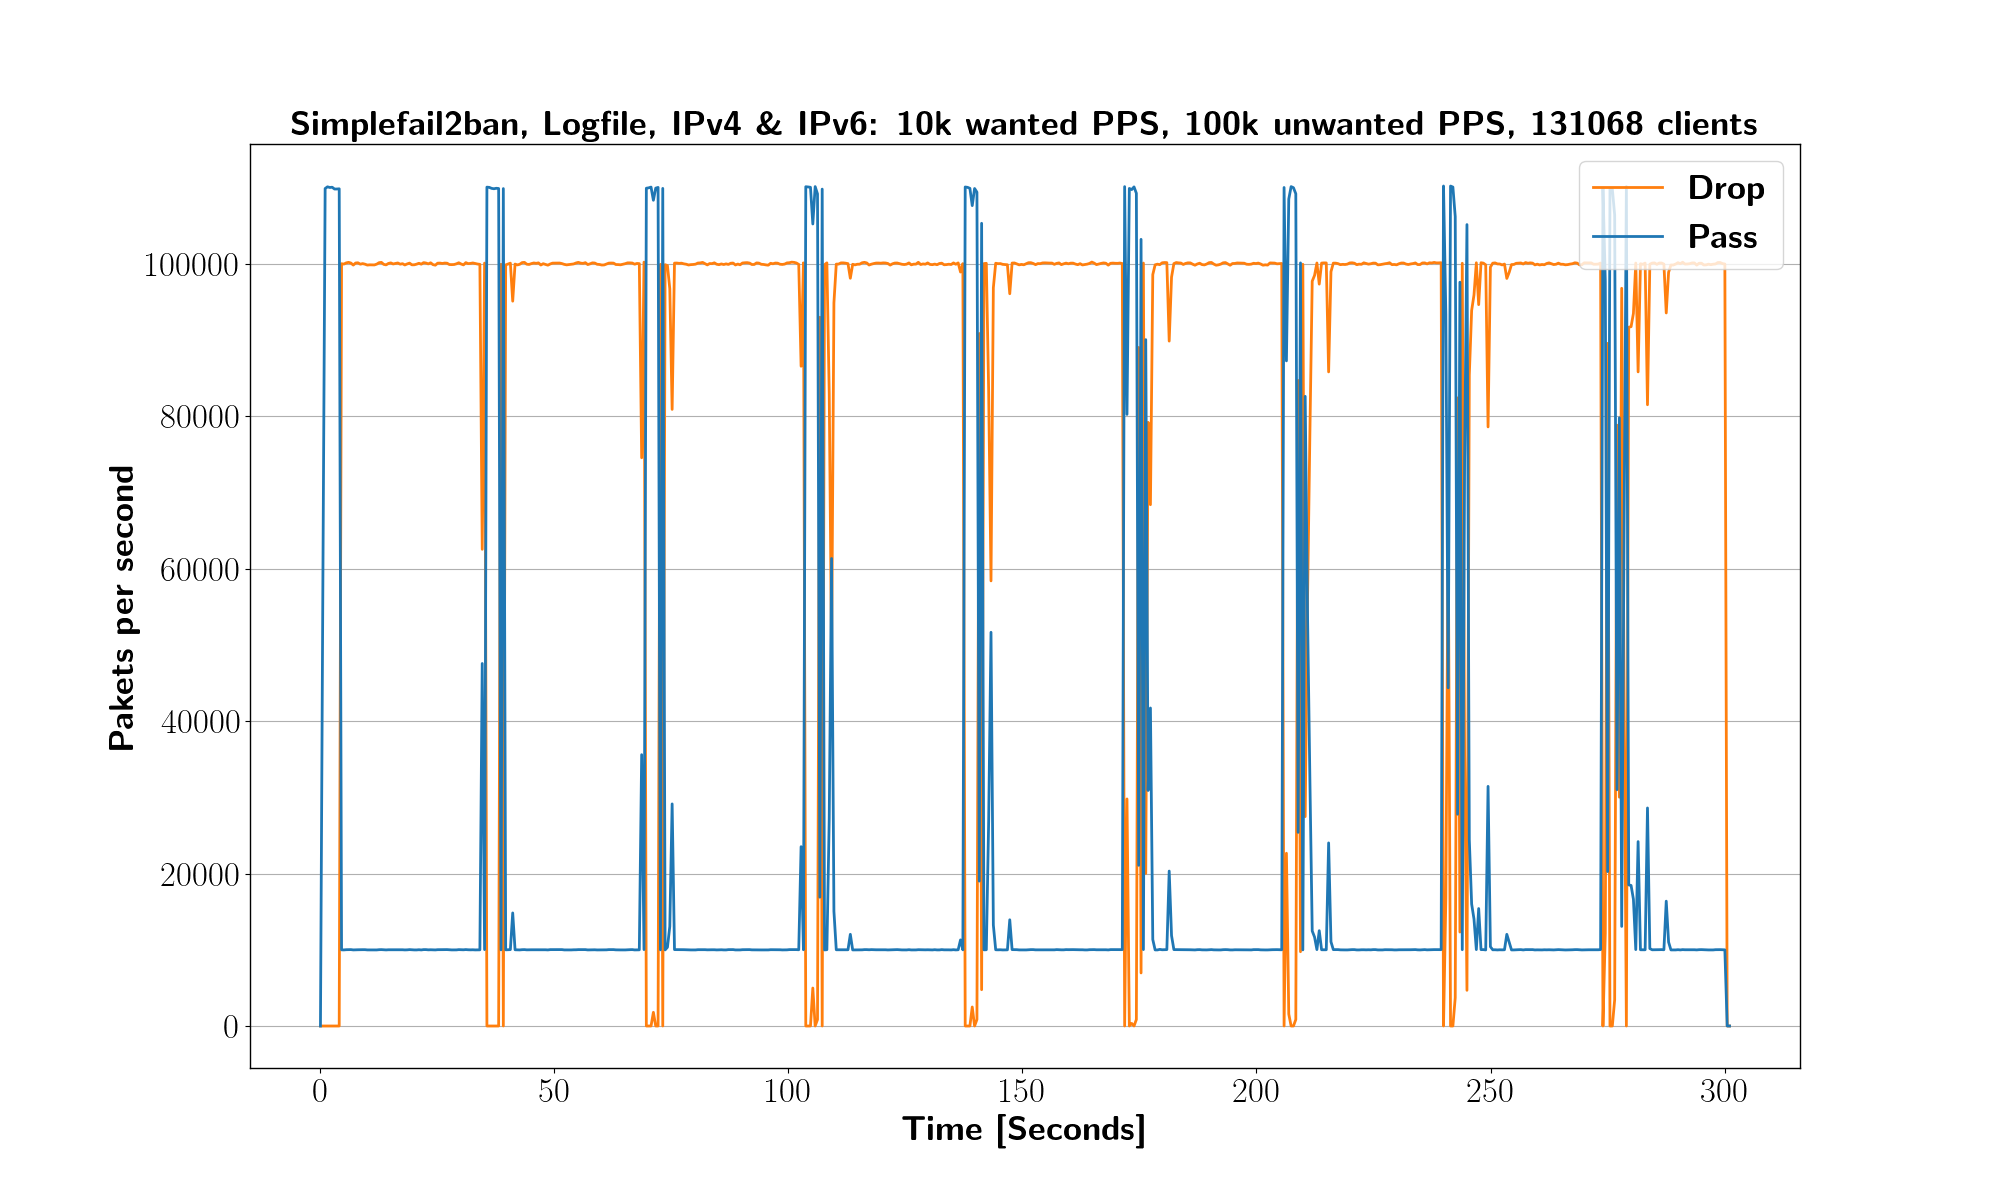 Simplefail2ban, Logfile, IPv4 & IPv6: 10k wanted PPS, 100k unwanted PPS, 131068 clients
Drop
Pass
100000
80000
60000
40000
20000
0
Pakets per second
0 50 100 150 200 250 300
Time [Seconds]